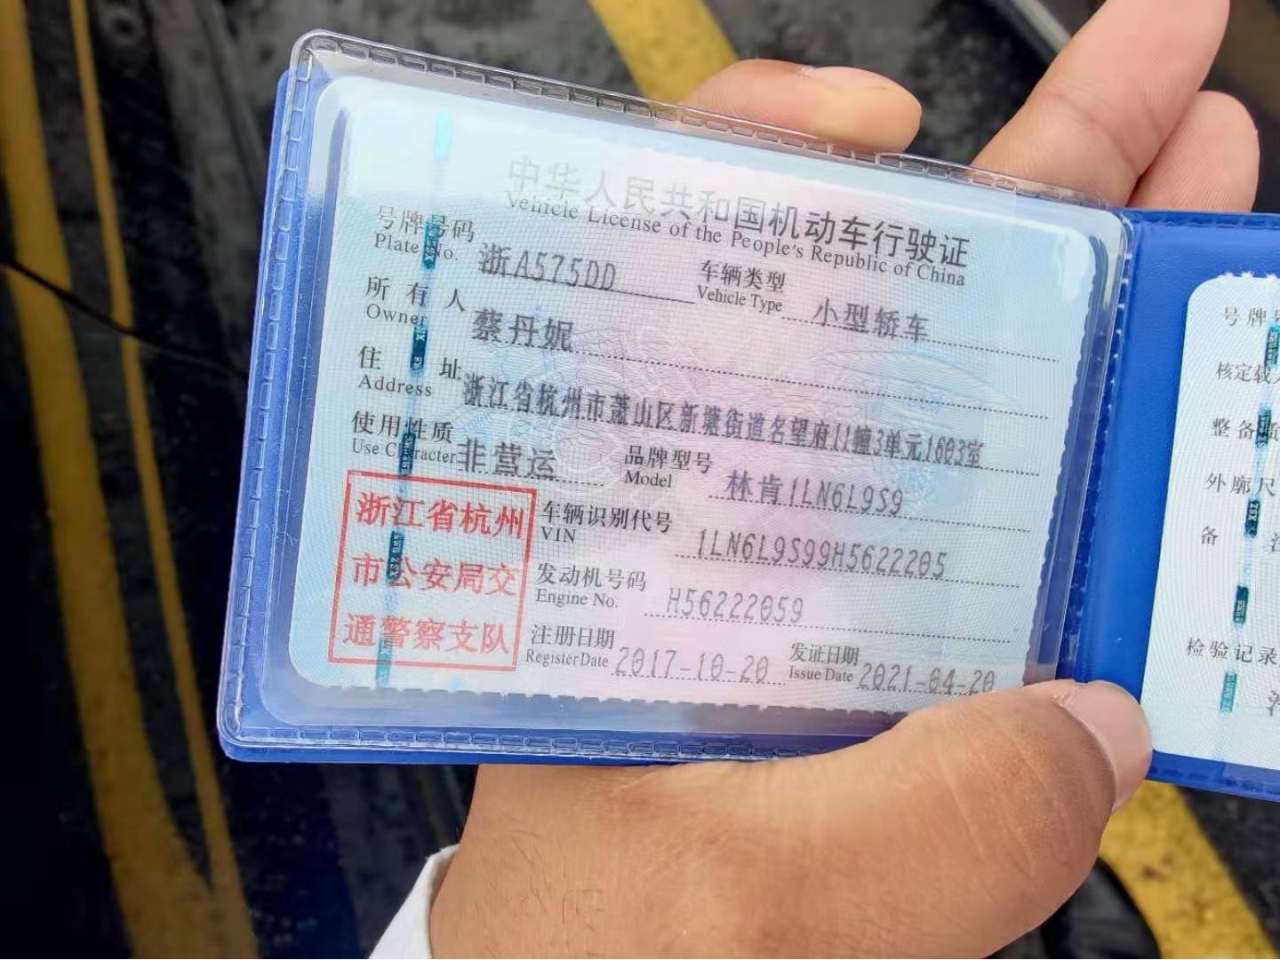 中华人民共和国机动车行驶证
Vehicle License of the People's Republic of China
号牌号码
Plate No.
浙A575DD
车辆类型
Vehicle Type
小型轿车
所有人
Owner
蔡丹妮
住址
Address
浙江省杭州市萧山区新塘街道名望府11幢3单元1603室
使用性质
Use Character
非营运
品牌型号
Model
林肯1LN6L9S9
浙江省杭州
市公安局交
通警察支队
车辆识别代号
VIN
1LN6L9S99H5622205
发动机号码
Engine No.
H56222059
注册日期
Register Date
2017-10-20
发证日期
Issue Date
2021-04-20
号牌
核定载
整备
外廓尺
备
检验记录